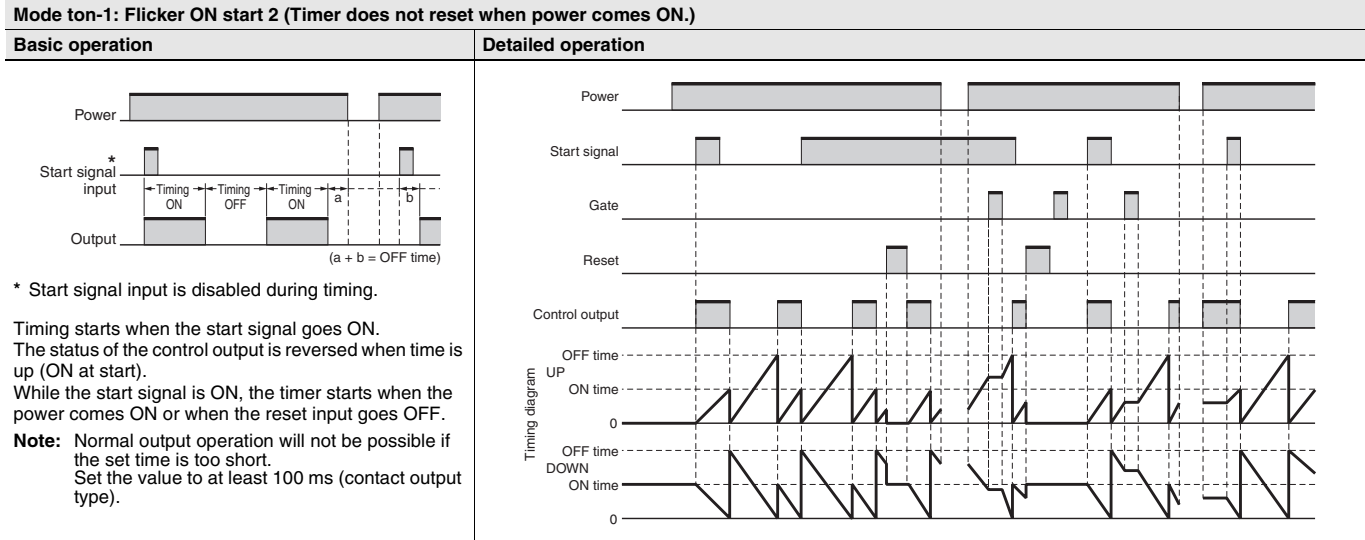 Mode ton-1: Flicker ON start 2 (Timer does not reset when power comes ON.)
Basic operation
Detailed operation
Power
*
Start signal
input
Timing
ON
Timing
OFF
Timing
ON
a
b
Output
(a + b = OFF time)
* Start signal input is disabled during timing.
Timing starts when the start signal goes ON.
The status of the control output is reversed when time is
up (ON at start).
While the start signal is ON, the timer starts when the
power comes ON or when the reset input goes OFF.
Note: Normal output operation will not be possible if
the set time is too short.
Set the value to at least 100 ms (contact output
type).
Power
Start signal
Gate
Reset
Control output
Timing diagram
OFF time
UP
ON time
0
OFF time
DOWN
ON time
0